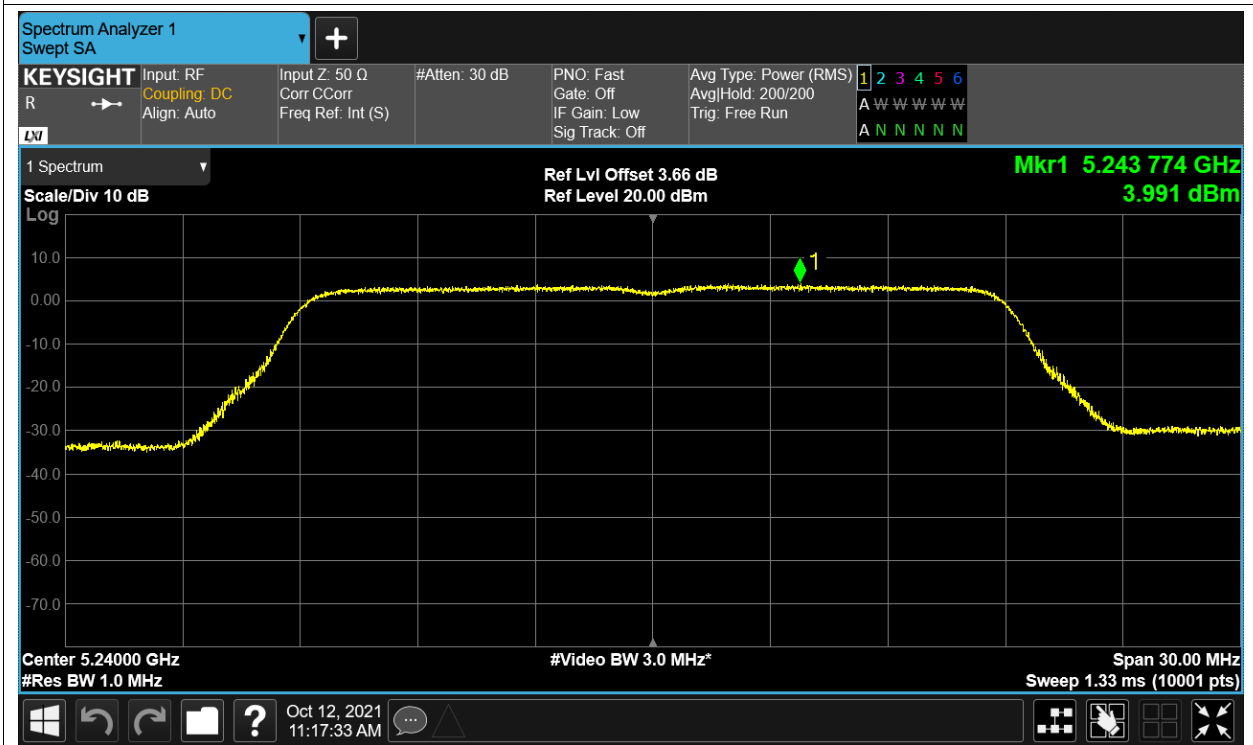 Spectrum Analyzer 1
Swept SA
KEYSIGHT
R
LXI
Input: RF
Coupling: DC
Align: Auto
Input Z: 50 Ω
Corr CCorr
Freq Ref: Int (S)
#Atten: 30 dB
PNO: Fast
Gate: Off
IF Gain: Low
Sig Track: Off
Avg Type: Power (RMS)
Avg|Hold: 200/200
Trig: Free Run
1 2 3 4 5 6
A W W W W W
A N N N N N
1 Spectrum
Scale/Div 10 dB
Log
Ref Lvl Offset 3.66 dB
Ref Level 20.00 dBm
Mkr1 5.243 774 GHz
3.991 dBm
1
10.0
0.00
-10.0
-20.0
-30.0
-40.0
-50.0
-60.0
-70.0
Center 5.24000 GHz
#Res BW 1.0 MHz
#Video BW 3.0 MHz*
Span 30.00 MHz
Sweep 1.33 ms (10001 pts)
?
Oct 12, 2021
11:17:33 AM